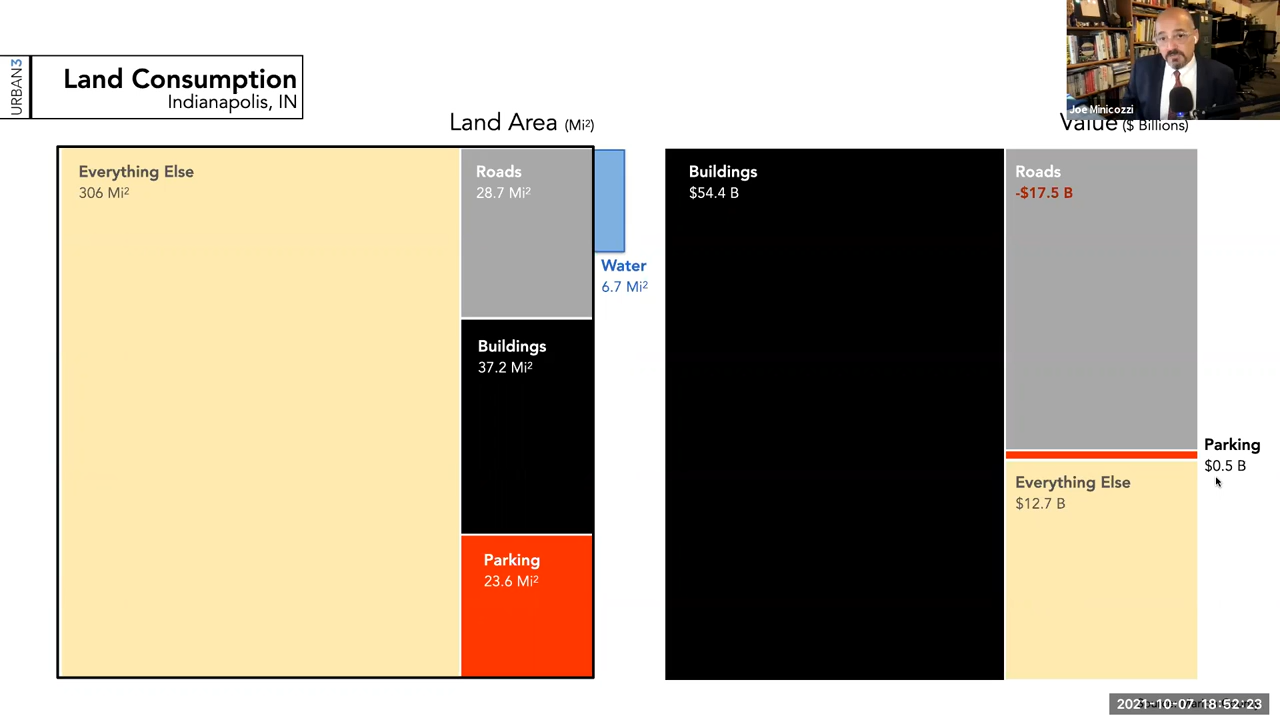 URBAN3
Land Consumption
Indianapolis, IN
Land Area (Mi²)
Everything Else
306 Mi²
Roads
28.7 Mi²
Water
6.7 Mi²
Buildings
37.2 Mi²
Parking
23.6 Mi²
Joe Minicozzi
Value ($ Billions)
Buildings
$54.4 B
Roads
-$17.5 B
Parking
$0.5 B
Everything Else
$12.7 B
2021-10-07 18:52:23